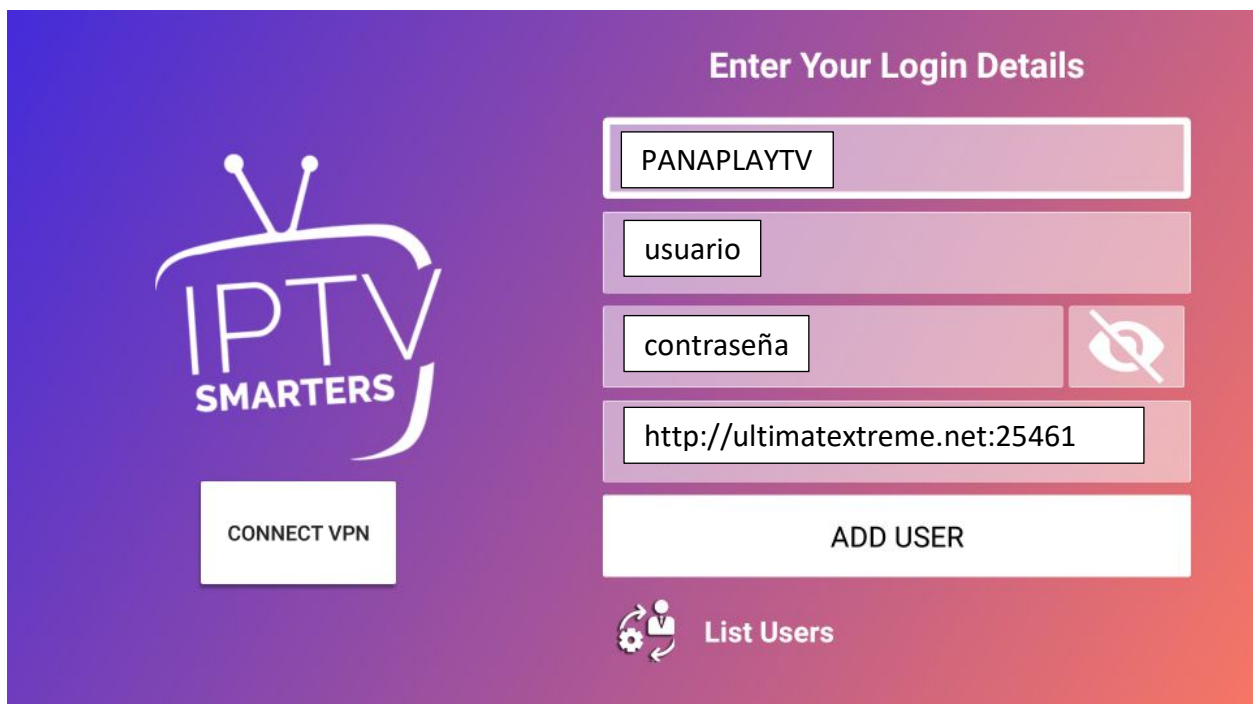 Enter Your Login Details
PANAPLAYTV
usuario
contraseña
http://ultimatextreme.net:25461
ADD USER
List Users
IPTV
SMARTERS
CONNECT VPN